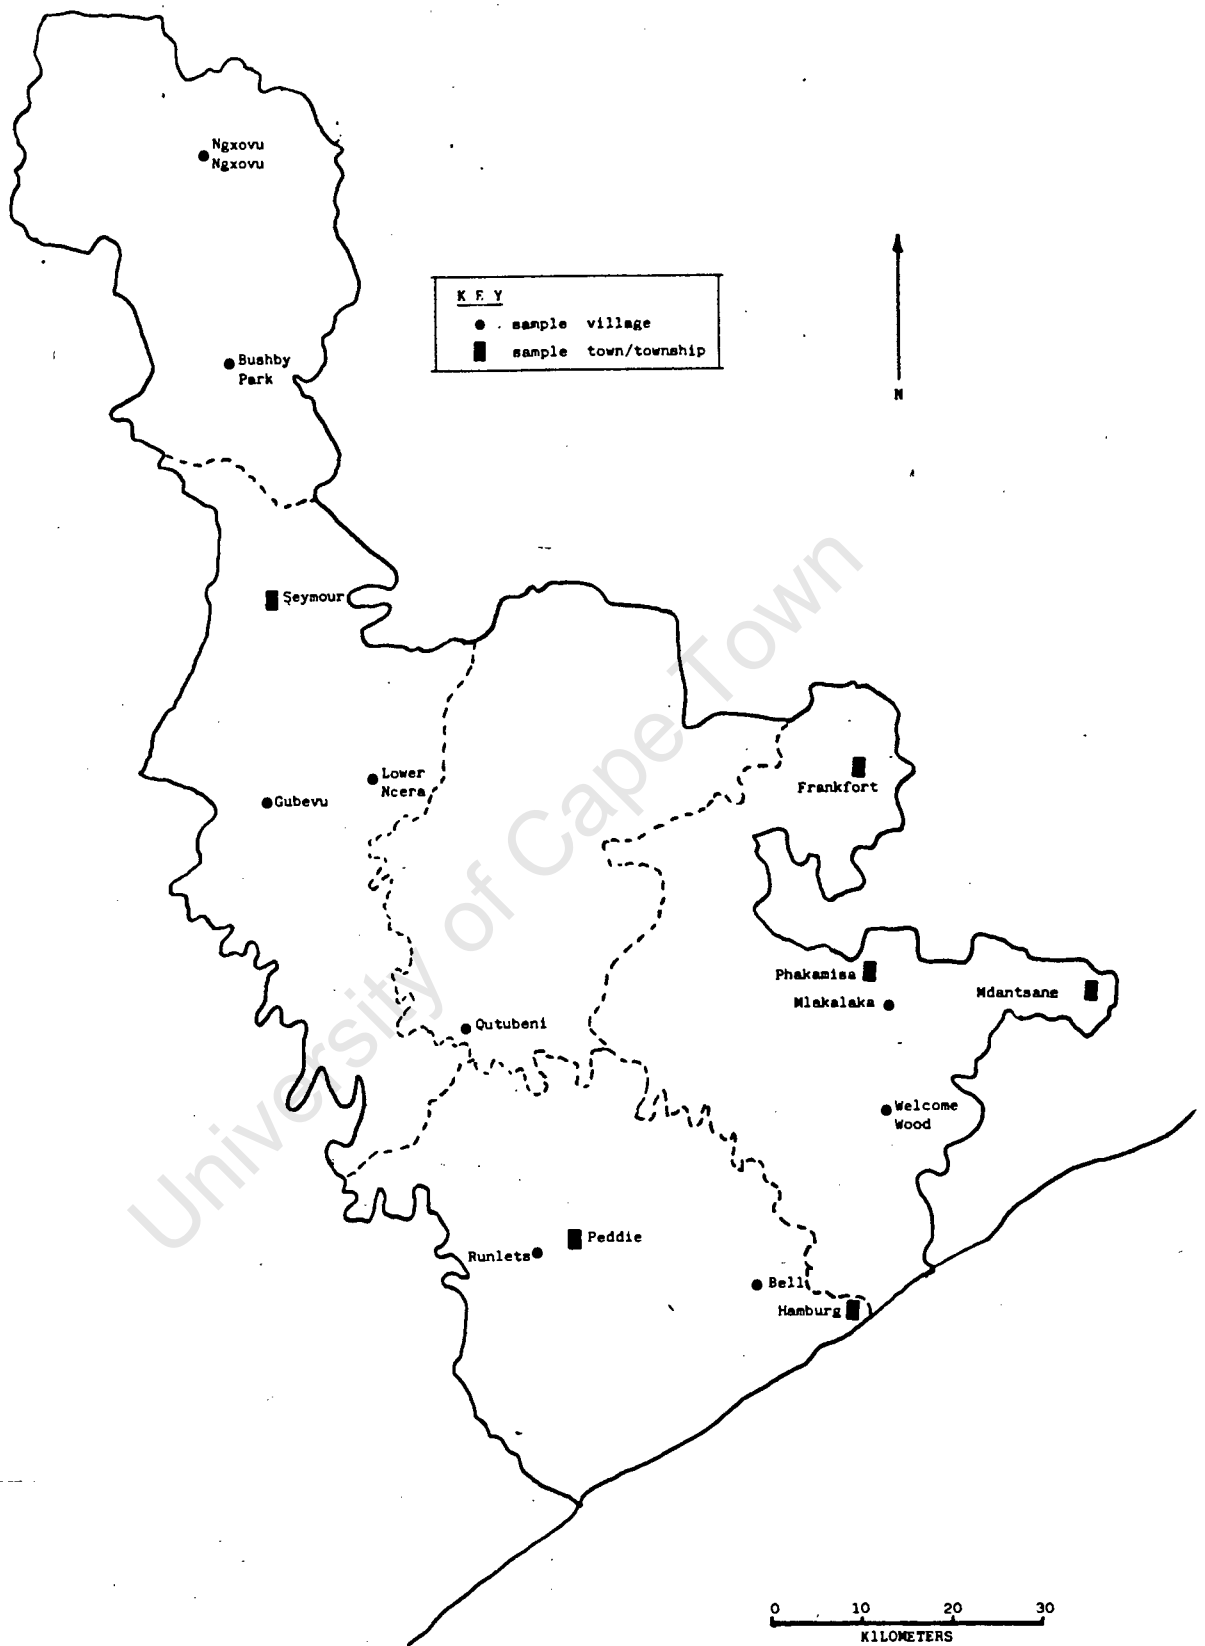 Ngxovu
Ngxovu
Bushby
Park
K E Y
sample village
sample town/township
N
Seymour
Lower
Ncera
Gubevu
Frankfort
Phakamisa
Mlakalaka
Mdantsane
Qutubeni
Welcome
Wood
Peddie
Runlets
Bell
Hamburg
University of Cape Town
0 10 20 30
KILOMETERS